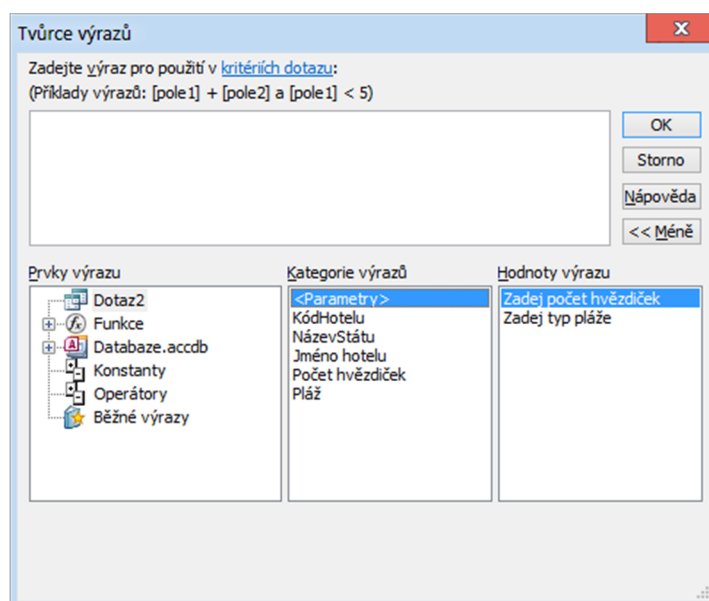 Tvůrce výrazů
x
Zadejte výraz pro použití v kritériích dotazu:
(Příklady výrazů: [pole1] + [pole2] a [pole1] < 5)
OK
Storno
Nápověda
<< Méně
Prvky výrazu
Dotaz2
Funkce
Databaze.accdb
Konstanty
Operátory
Běžné výrazy
Kategorie výrazů
<Parametry>
KódHotelu
NázevStátu
Jméno hotelu
Počet hvězdiček
Pláž
Hodnoty výrazu
Zadej počet hvězdiček
Zadej typ pláže